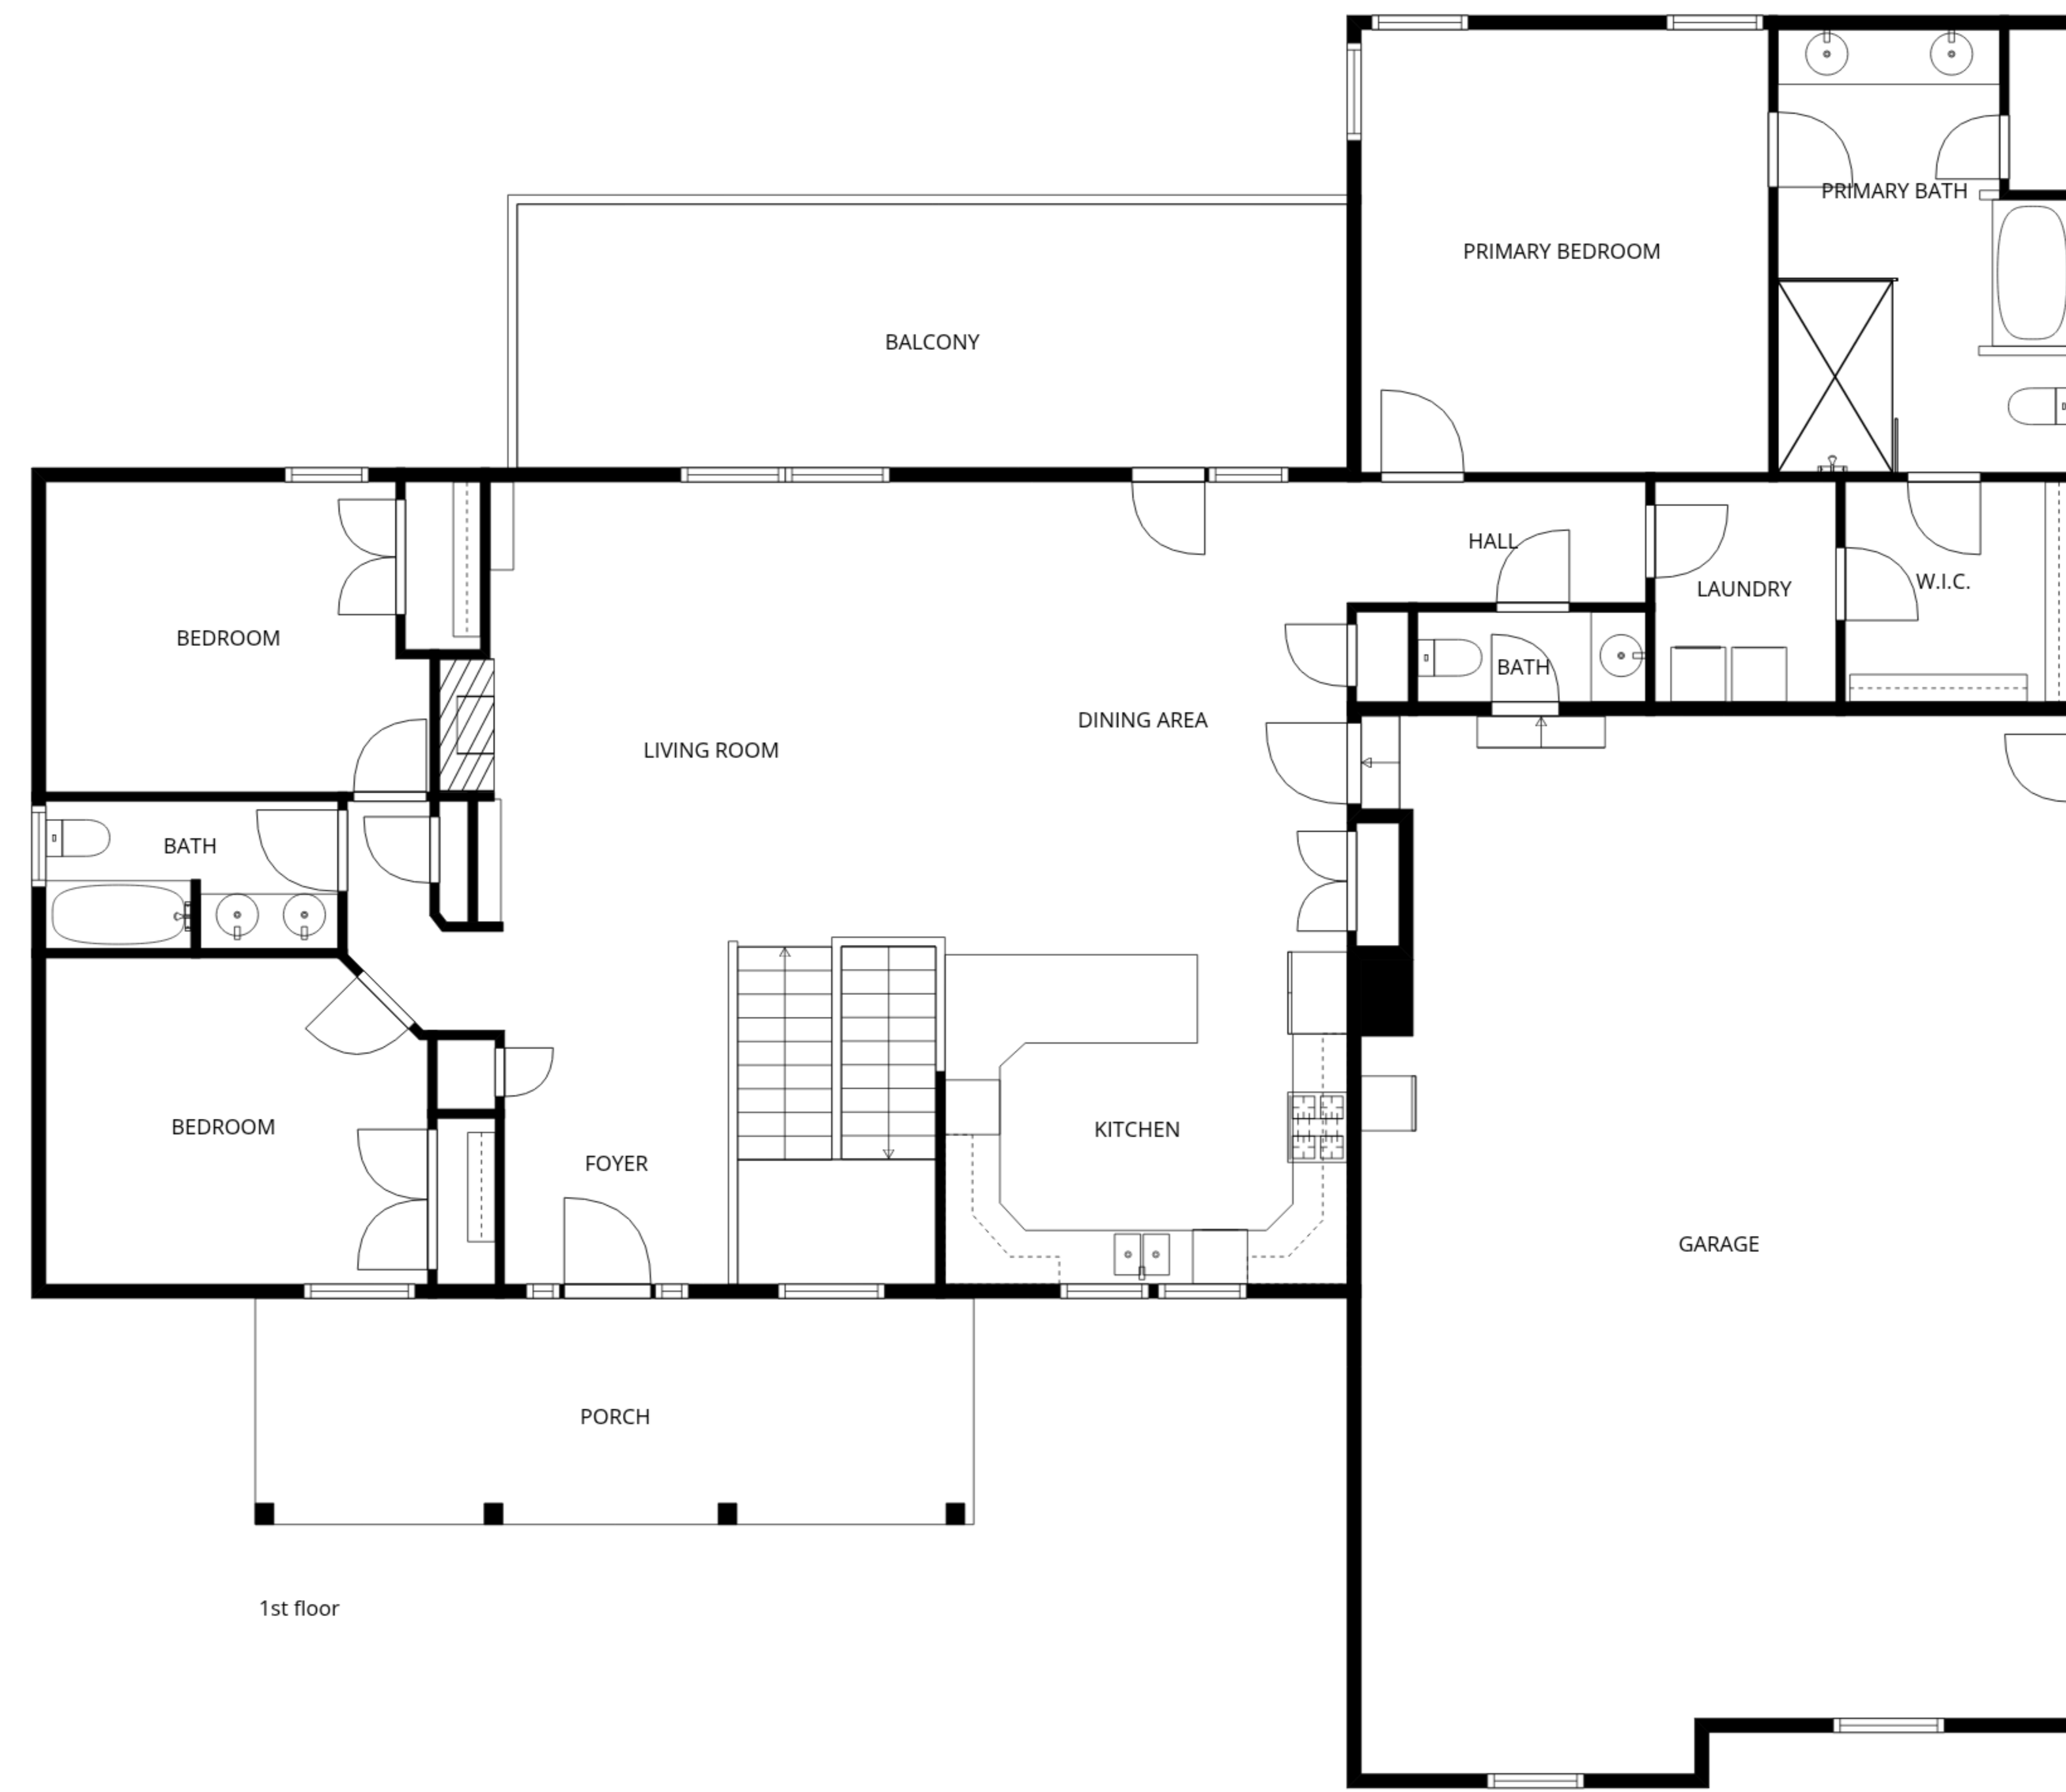 PRIMARY BATH
PRIMARY BEDROOM
BALCONY
HALL
W.I.C.
LAUNDRY
BEDROOM
BATH
DINING AREA
LIVING ROOM
BATH
BEDROOM
KITCHEN
FOYER
GARAGE
PORCH
1st floor